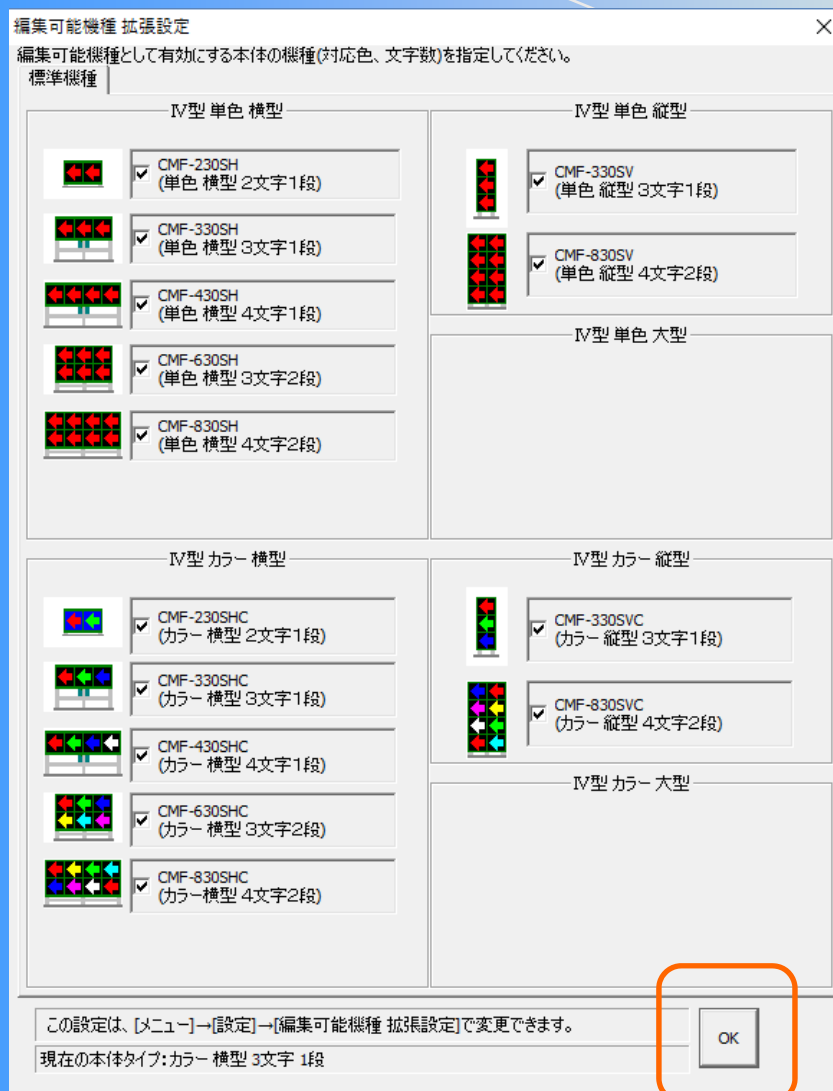 編集可能機種 拡張設定
編集可能機種として有効にする本体の機種(対応色、文字数)を指定してください。
標準機種
Ⅳ型 単色 横型
CMF-230SH
(単色 横型 2文字1段)
CMF-330SH
(単色 横型 3文字1段)
CMF-430SH
(単色 横型 4文字1段)
CMF-630SH
(単色 横型 3文字2段)
CMF-830SH
(単色 横型 4文字2段)
Ⅳ型 単色 縦型
CMF-330SV
(単色 縦型 3文字1段)
CMF-830SV
(単色 縦型 4文字2段)
Ⅳ型 単色 大型
Ⅳ型 カラー 横型
CMF-230SHC
(カラー 横型 2文字1段)
CMF-330SHC
(カラー 横型 3文字1段)
CMF-430SHC
(カラー 横型 4文字1段)
CMF-630SHC
(カラー 横型 3文字2段)
CMF-830SHC
(カラー 横型 4文字2段)
Ⅳ型 カラー 縦型
CMF-330SVC
(カラー 縦型 3文字1段)
CMF-830SVC
(カラー 縦型 4文字2段)
Ⅳ型 カラー 大型
この設定は、[メニュー]→[設定]→[編集可能機種 拡張設定]で変更できます。
現在の本体タイプ:カラー 横型 3文字 1段
OK